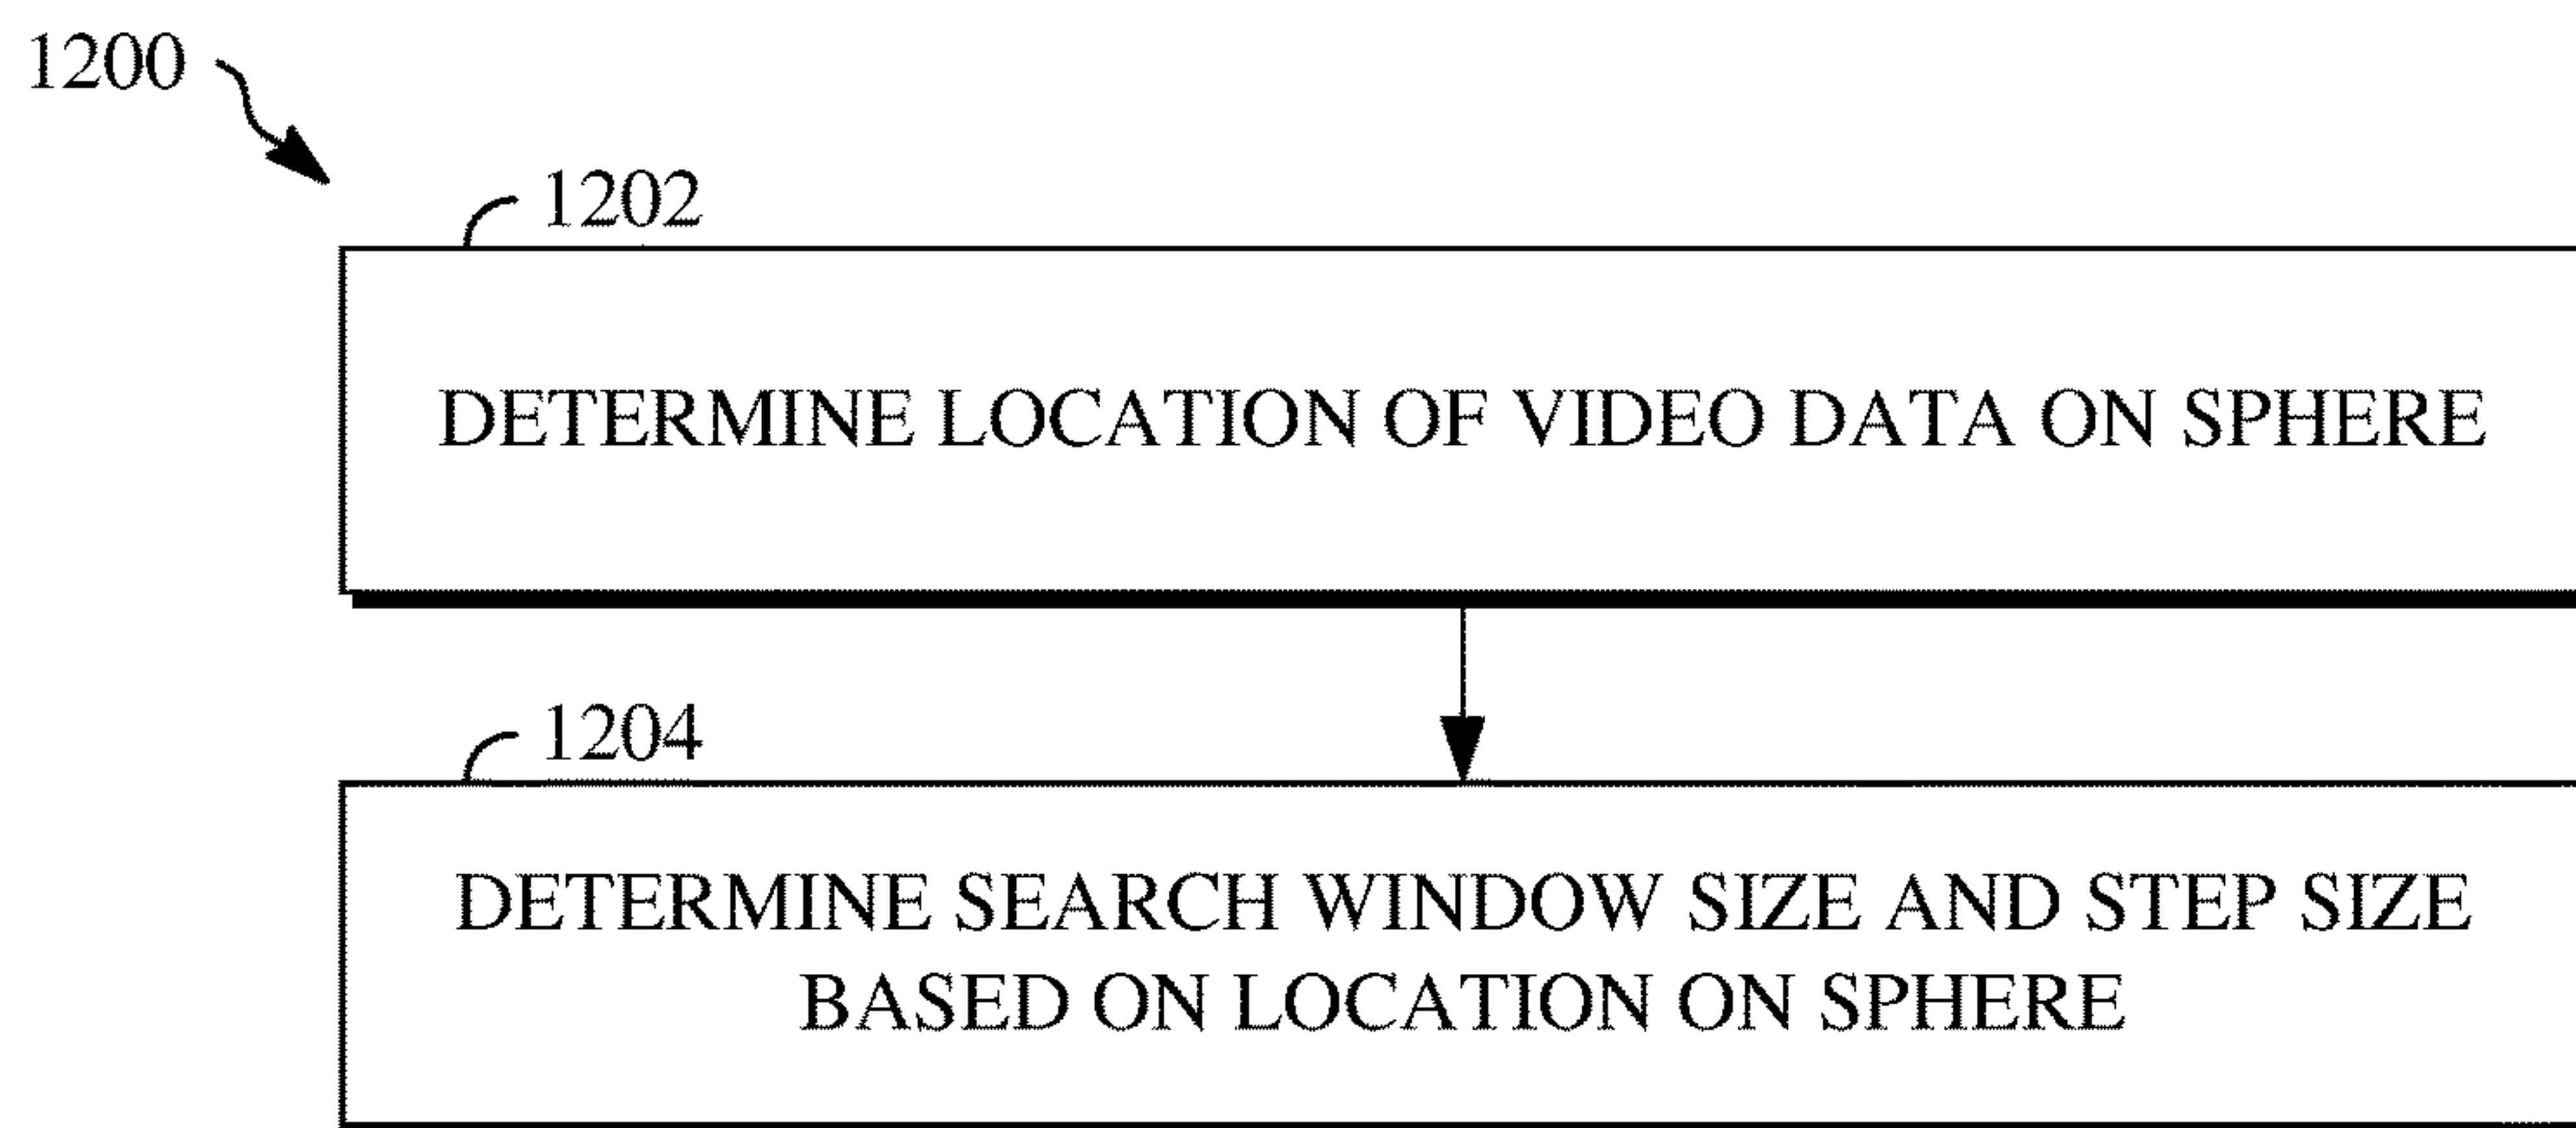 1200
1202
DETERMINE LOCATION OF VIDEO DATA ON SPHERE
1204
DETERMINE SEARCH WINDOW SIZE AND STEP SIZE
BASED ON LOCATION ON SPHERE